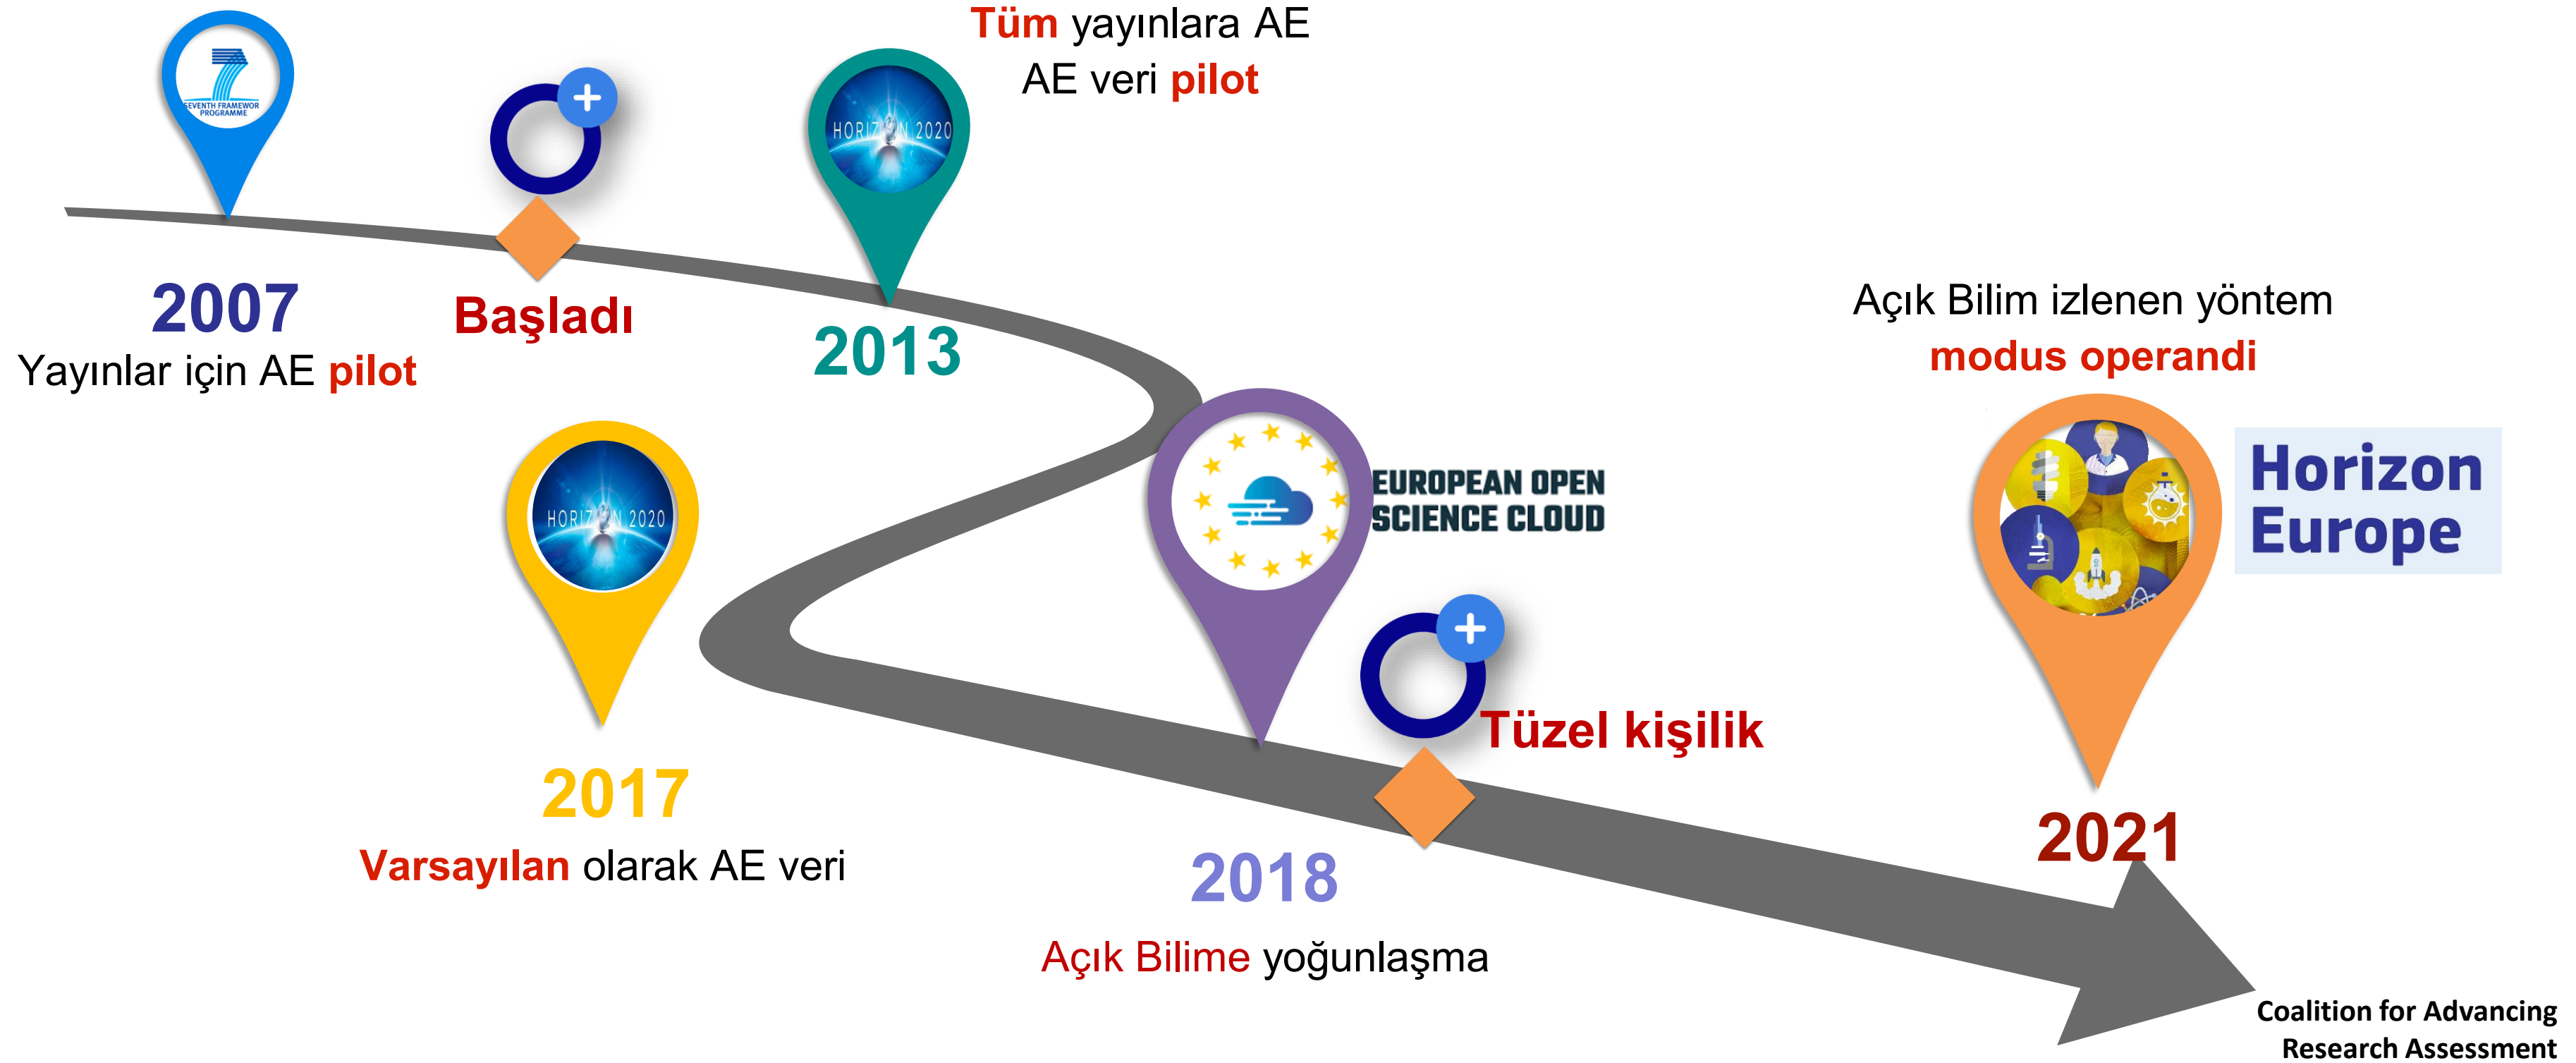 SEVENTH FRAMEWOR
PROGRAMME
2007
Yayınlar için AE pilot
Başladı
Tüm yayınlara AE
AE veri pilot
HORIZON 2020
2013
HORIZON 2020
2017
Varsayılan olarak AE veri
EUROPEAN OPEN
SCIENCE CLOUD
2018
Açık Bilime yoğunlaşma
Tüzel kişilik
Açık Bilim izlenen yöntem
modus operandi
Horizon
Europe
2021
Coalition for Advancing
Research Assessment